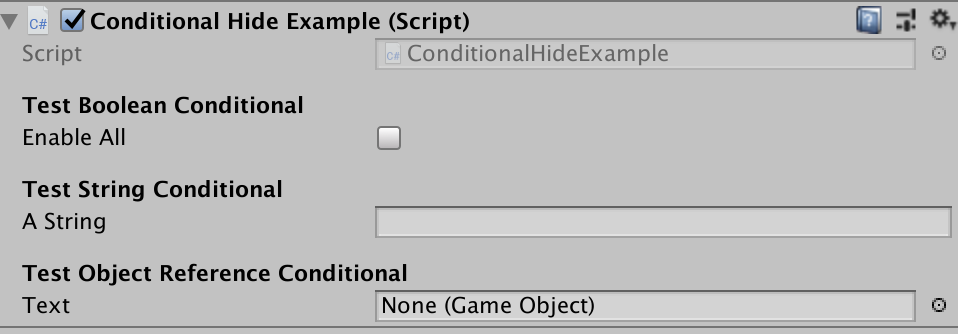 C# Conditional Hide Example (Script)
Script C# ConditionalHideExample
Test Boolean Conditional
Enable All
Test String Conditional
A String
Test Object Reference Conditional
Text None (Game Object)